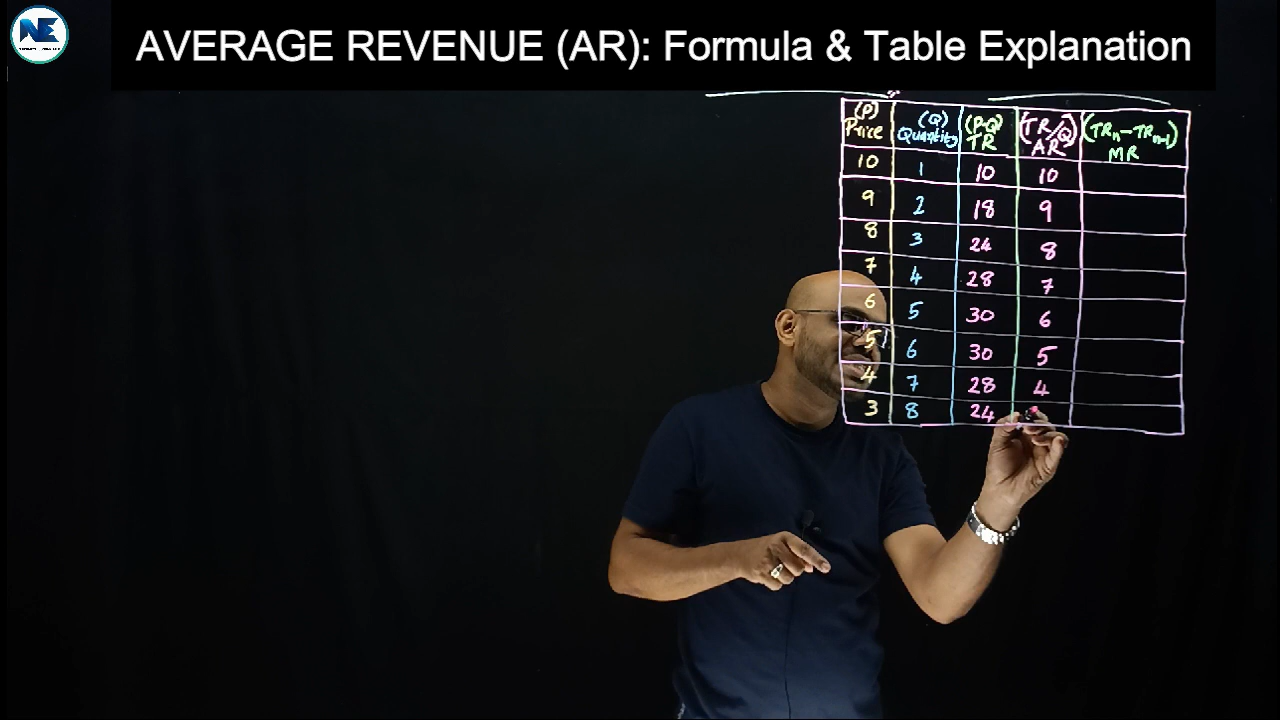 NE
AVERAGE REVENUE (AR): Formula & Table Explanation
(P) (Q) (P·Q) (TR/Q) (TRn-TRn-1)
Price Quantity TR AR MR
10 1 10 10
9 2 18 9
8 3 24 8
7 4 28 7
6 5 30 6
5 6 30 5
4 7 28 4
3 8 24